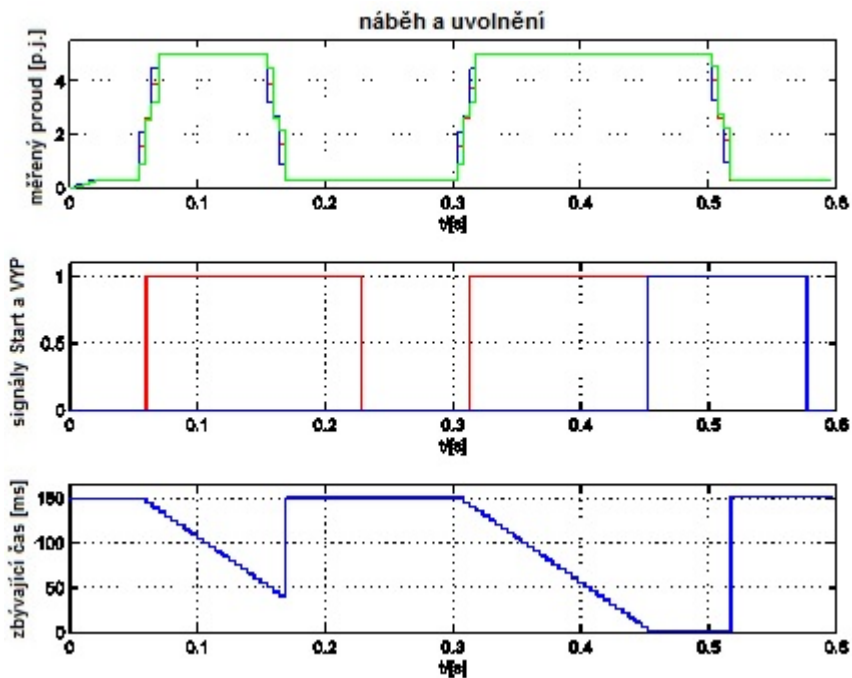 náběh a uvolnění
měřený proud [p.j.]
4
2
0
0 0.1 0.2 0.3 0.4 0.5 0.6
t/[s]
signály Start a VYP
1
0.5
0
0 0.1 0.2 0.3 0.4 0.5 0.6
t/[s]
zbývající čas [ms]
150
100
50
0
0 0.1 0.2 0.3 0.4 0.5 0.6
t/[s]